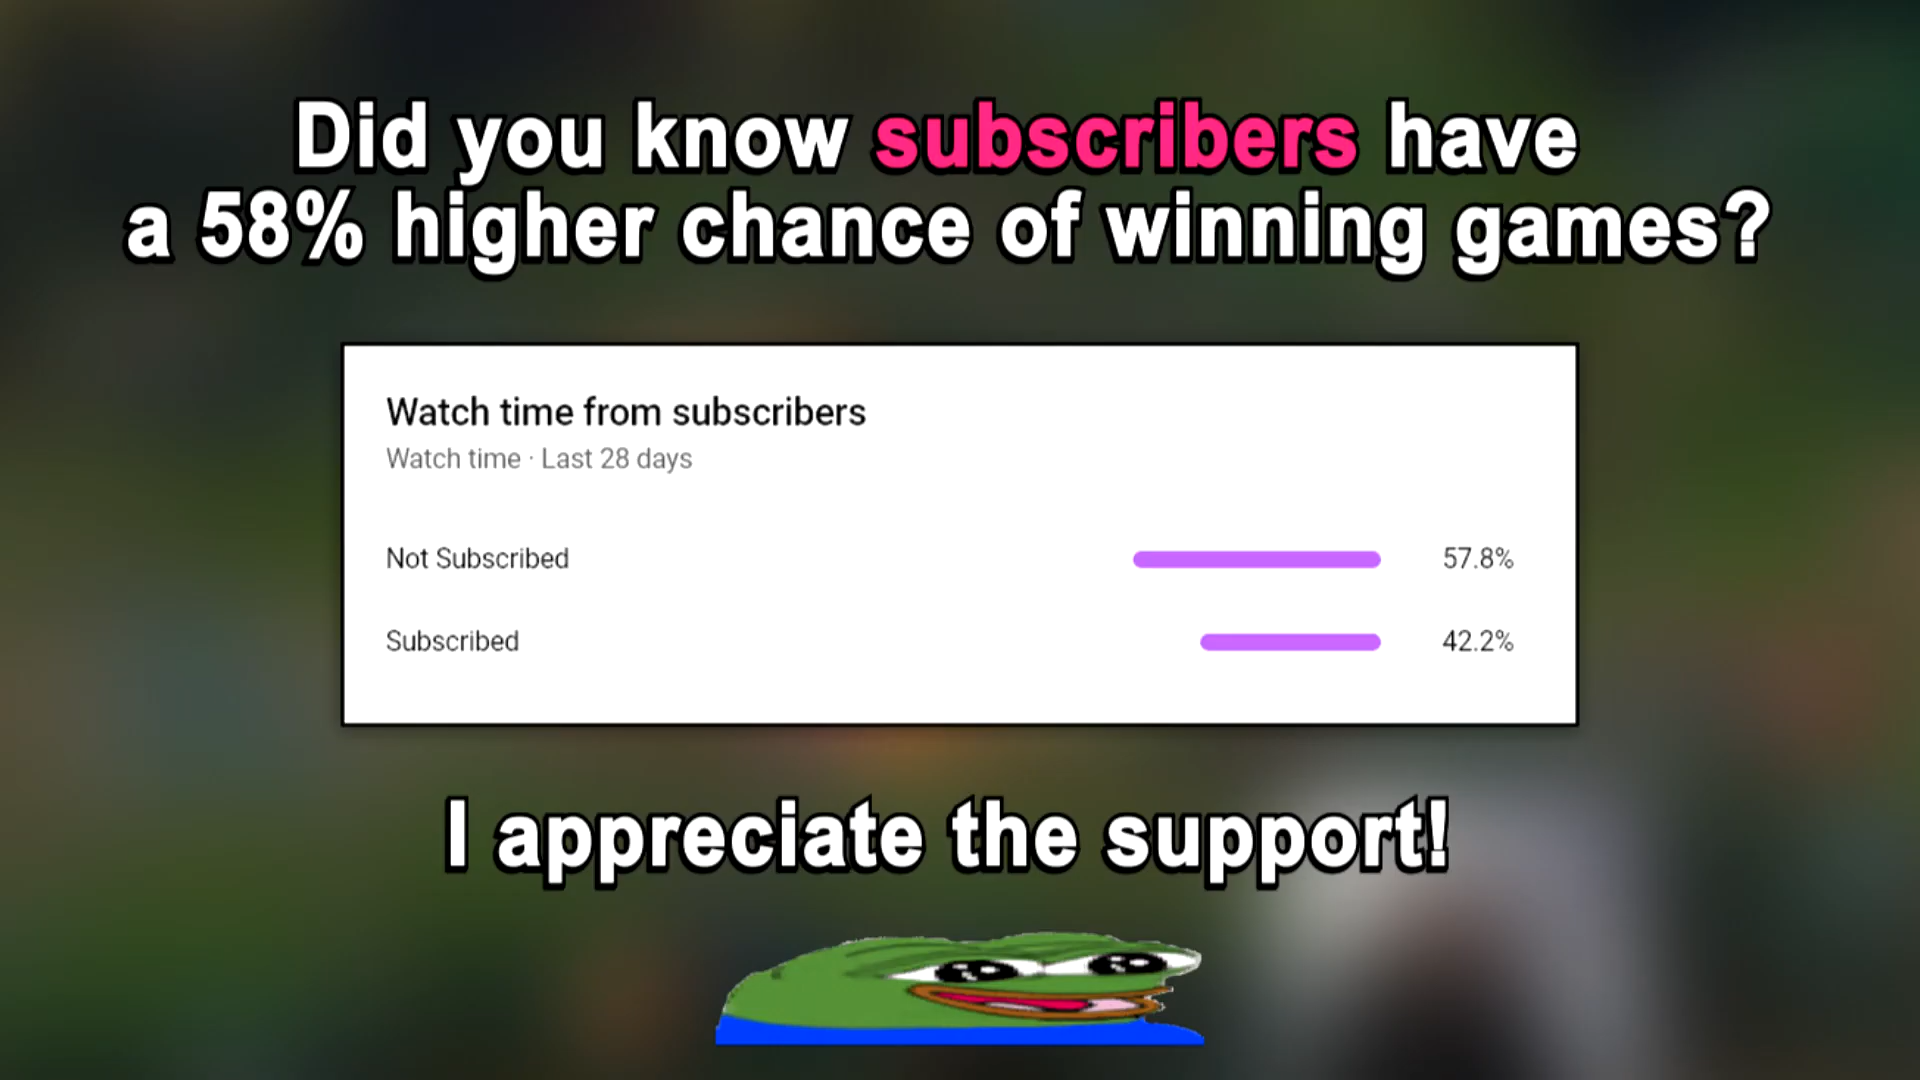 Did you know subscribers have
a 58% higher chance of winning games?
Watch time from subscribers
Watch time · Last 28 days
Not Subscribed 57.8%
Subscribed 42.2%
I appreciate the support!